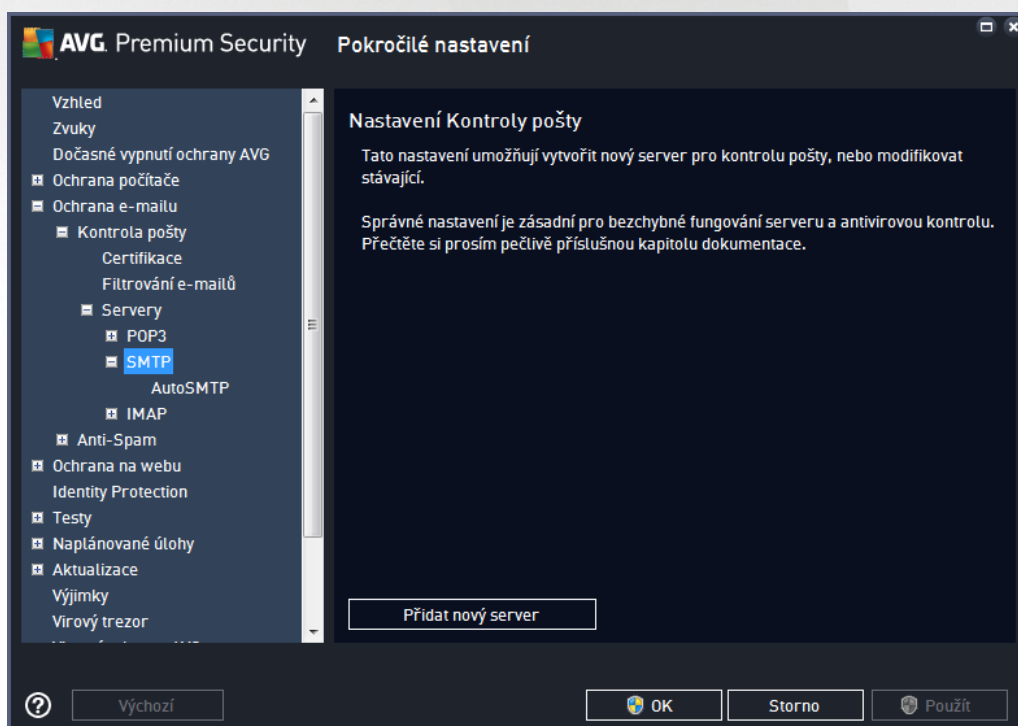 AVG. Premium Security Pokročilé nastavení
Vzhled
Zvuky
Dočasné vypnutí ochrany AVG
Ochrana počítače
Ochrana e-mailu
Kontrola pošty
Certifikace
Filtrování e-mailů
Servery
POP3
SMTP
AutoSMTP
IMAP
Anti-Spam
Ochrana na webu
Identity Protection
Testy
Naplánované úlohy
Aktualizace
Výjimky
Virový trezor
Nastavení Kontroly pošty
Tato nastavení umožňují vytvořit nový server pro kontrolu pošty, nebo modifikovat
stávající.
Správné nastavení je zásadní pro bezchybné fungování serveru a antivirovou kontrolu.
Přečtěte si prosím pečlivě příslušnou kapitolu dokumentace.
Přidat nový server
Výchozí
OK
Storno
Použít